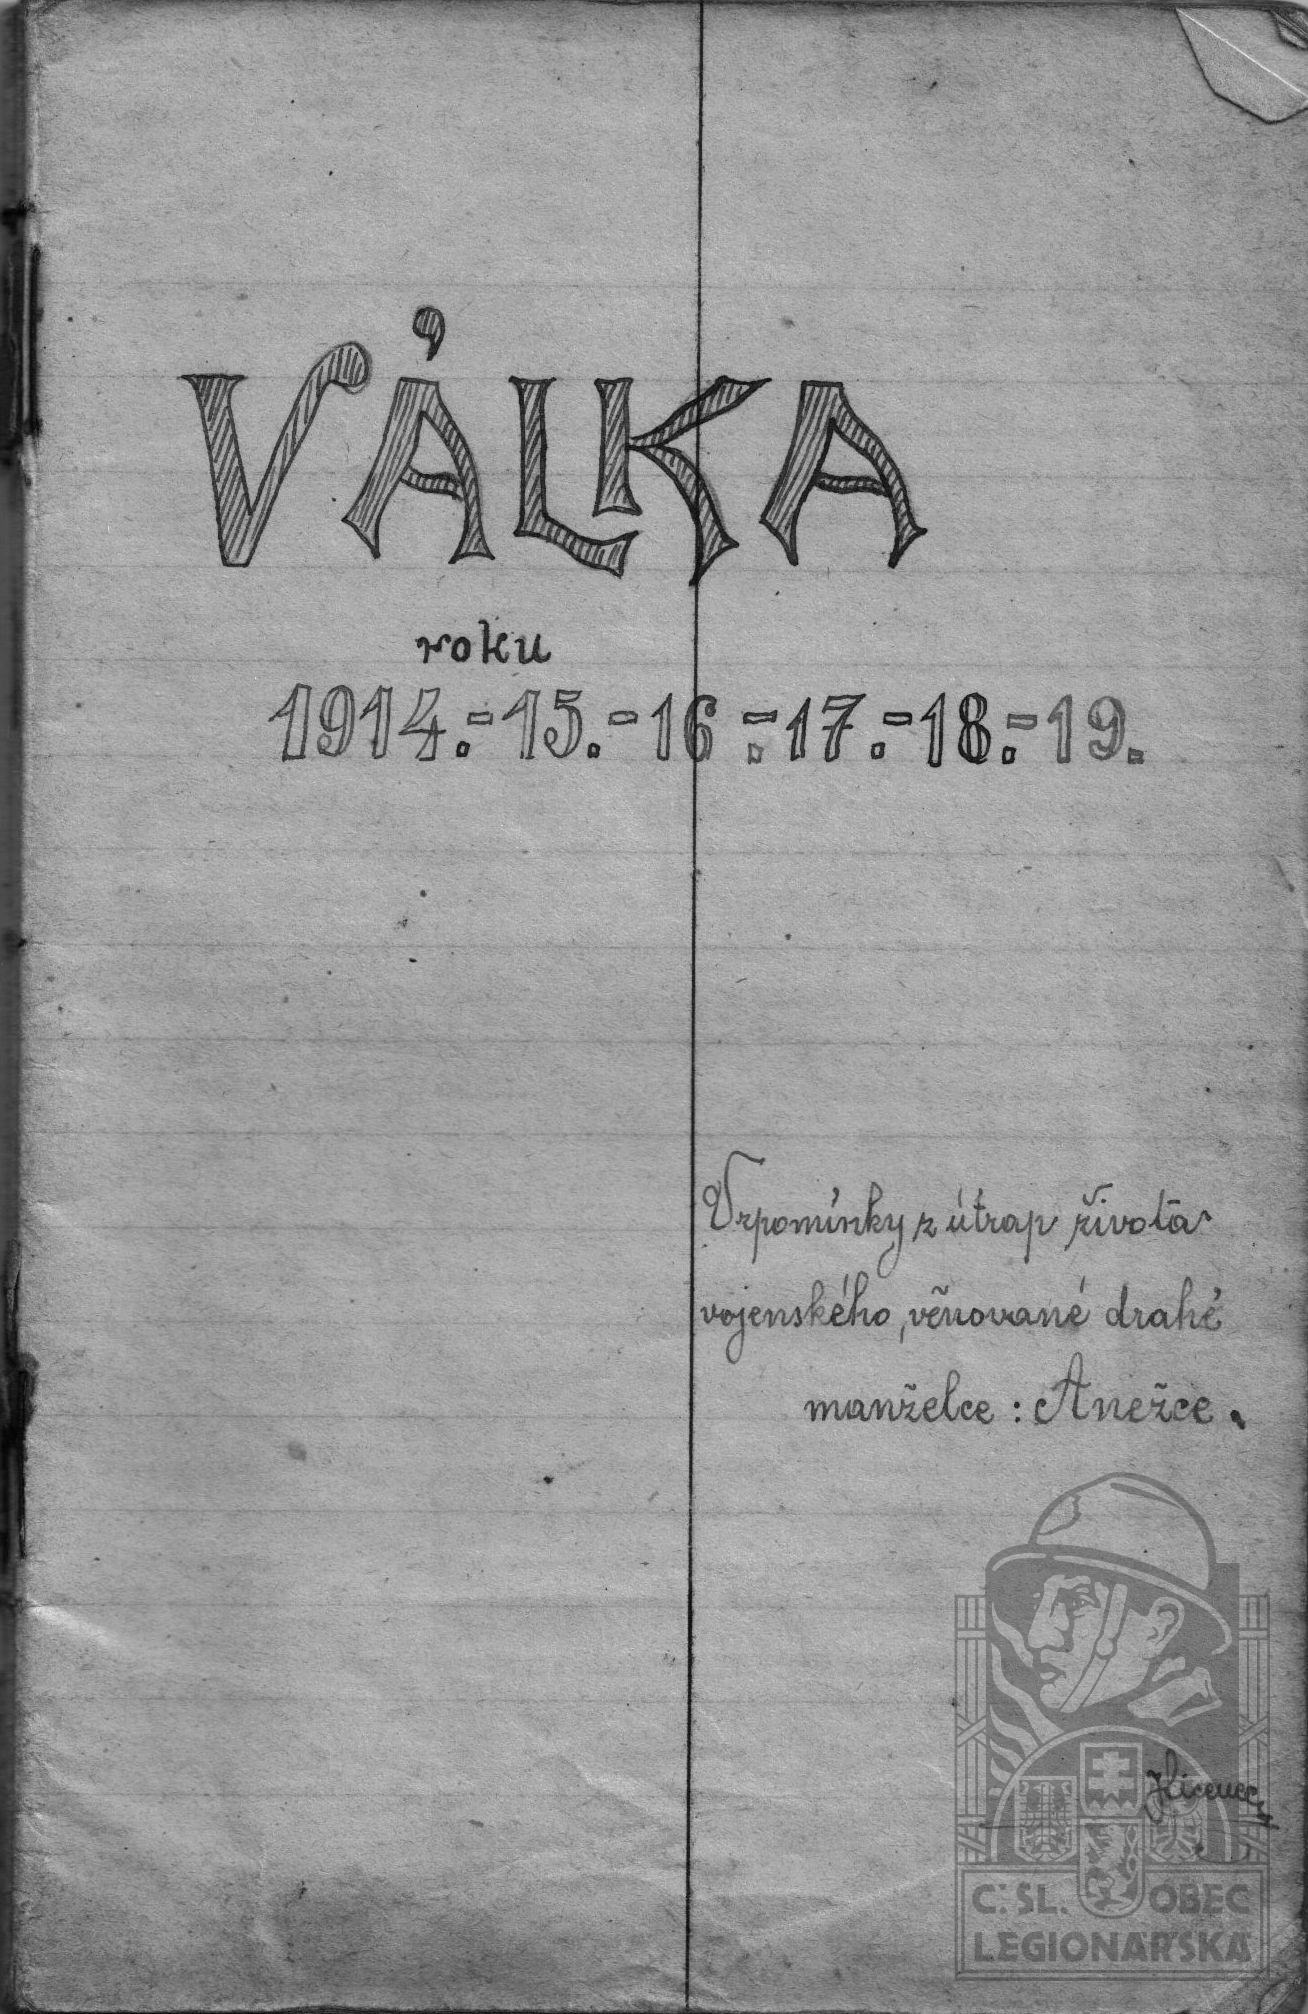 VÁLKA
roku
1914.-15.-16.-17.-18.-19.
Vzpomínky z útrap života
vojenského, věnované drahé
manželce : Anežce.
Č. SL. OBEC
LEGIONÁŘSKÁ